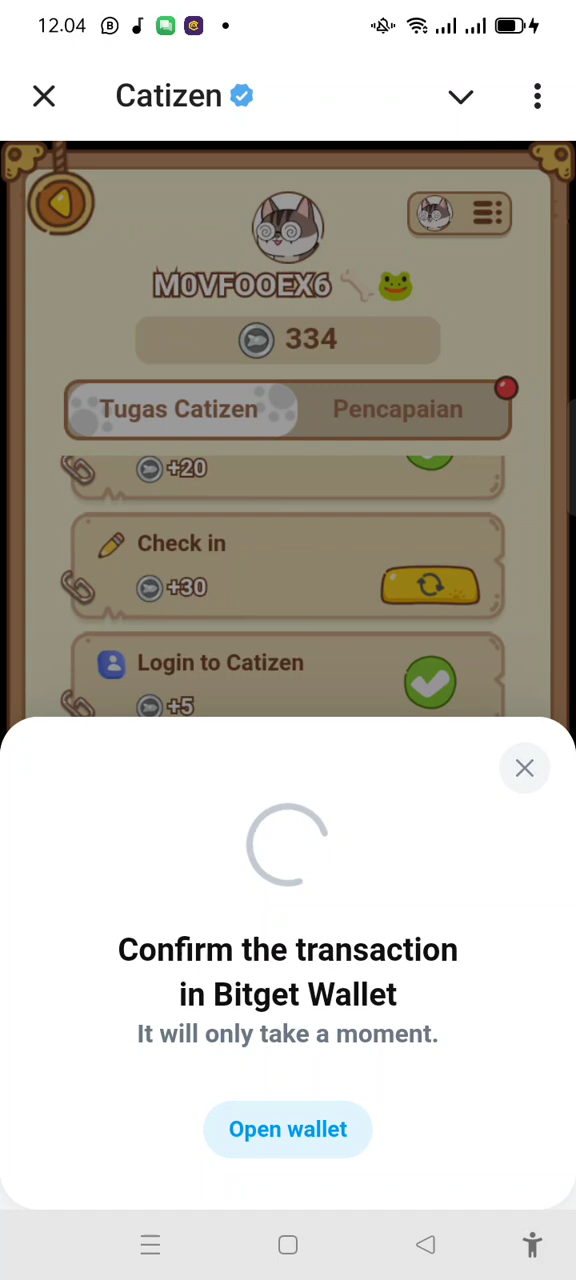 12.04
Catizen
M0VFOOEX6
334
Tugas Catizen
Pencapaian
+20
Check in
+30
Login to Catizen
+5
Confirm the transaction
in Bitget Wallet
It will only take a moment.
Open wallet